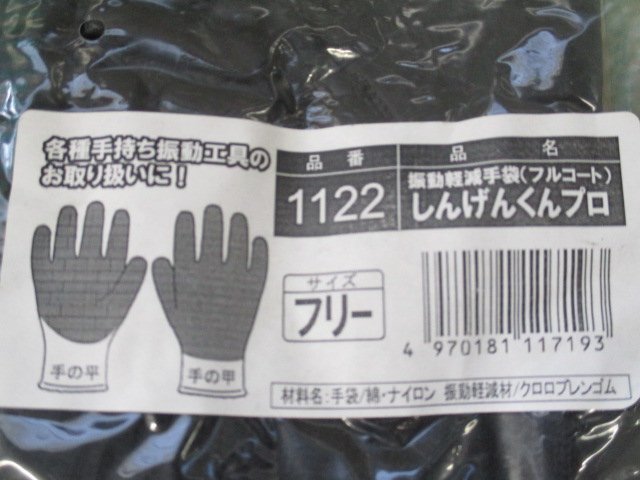 各種手持ち振動工具の
お取り扱いに!
手の平
手の甲
品番
1122
品名
振動軽減手袋(フルコート)
しんげんくんプロ
サイズ
フリー
4 970181 117193
材料名:手袋/綿・ナイロン 振動軽減材/クロロプレンゴム